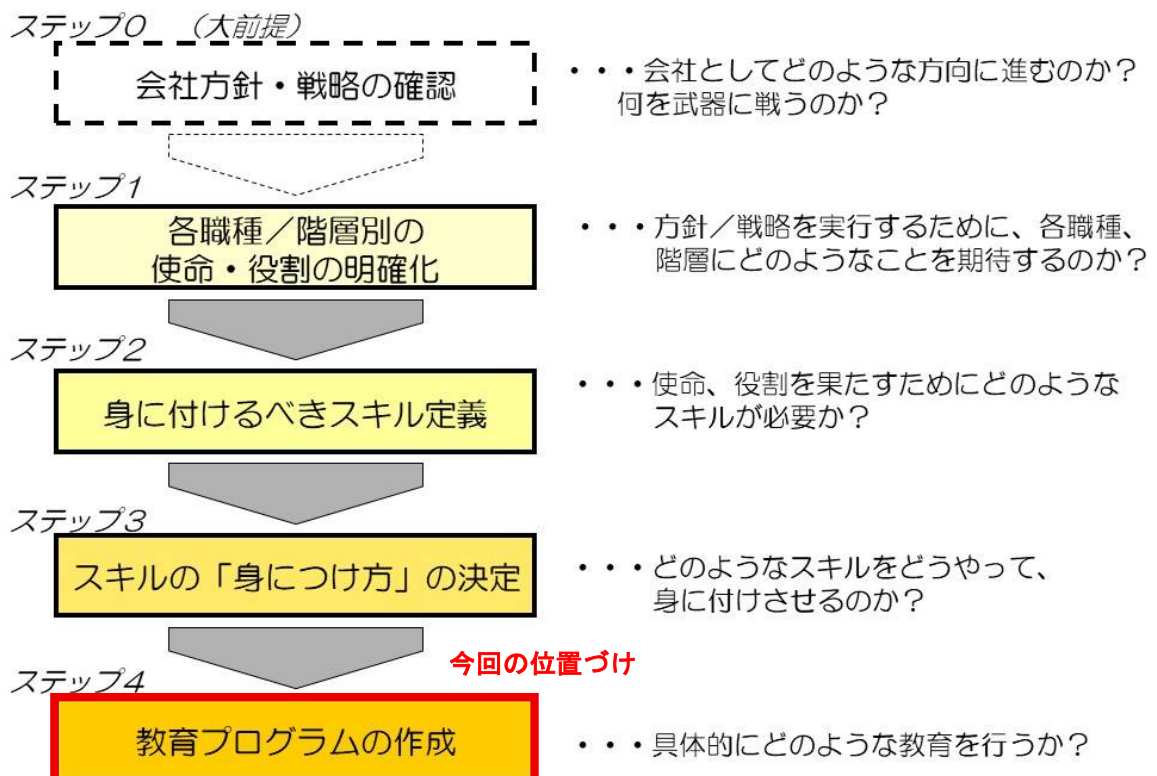 ステップ0 （大前提）
会社方針・戦略の確認
・・・会社としてどのような方向に進むのか？
何を武器に戦うのか？
ステップ1
各職種／階層別の
使命・役割の明確化
・・・方針／戦略を実行するために、各職種、
階層にどのようなことを期待するのか？
ステップ2
身に付けるべきスキル定義
・・・使命、役割を果たすためにどのような
スキルが必要か？
ステップ3
スキルの「身につけ方」の決定
・・・どのようなスキルをどうやって、
身に付けさせるのか？
今回の位置づけ
ステップ4
教育プログラムの作成
・・・具体的にどのような教育を行うか？